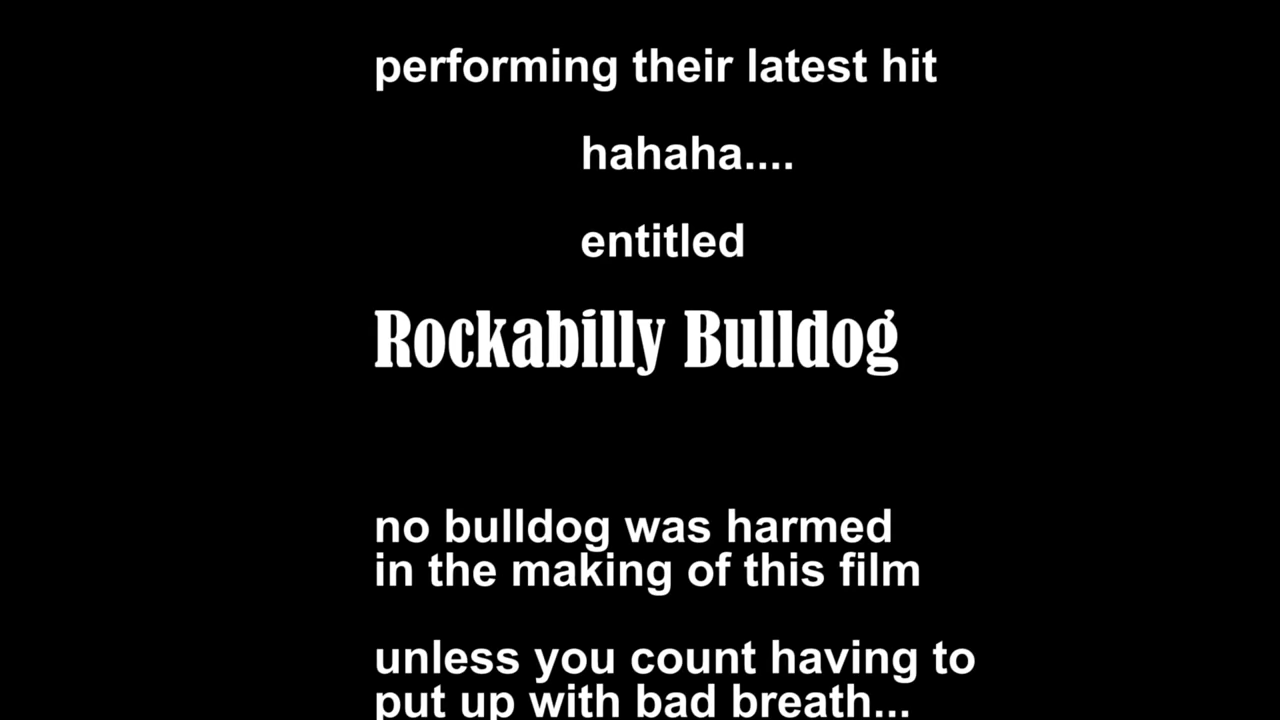 performing their latest hit
hahaha....
entitled
Rockabilly Bulldog
no bulldog was harmed
in the making of this film
unless you count having to
put up with bad breath...